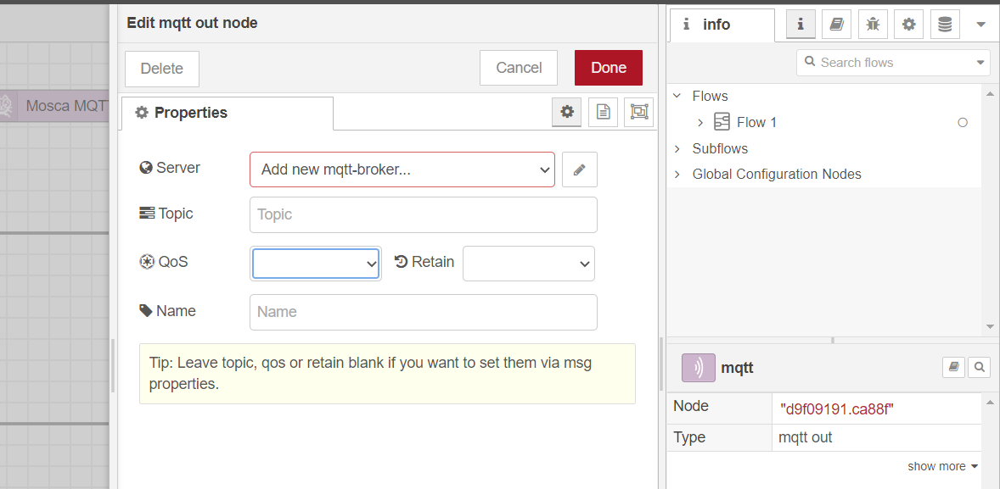 Edit mqtt out node
Delete
Cancel
Done
Properties
Server
Add new mqtt-broker...
Topic
Topic
QoS
Retain
Name
Name
Tip: Leave topic, qos or retain blank if you want to set them via msg
properties.
Mosca MQT
info
Search flows
Flows
Flow 1
Subflows
Global Configuration Nodes
mqtt
Node
"d9f09191.ca88f"
Type
mqtt out
show more